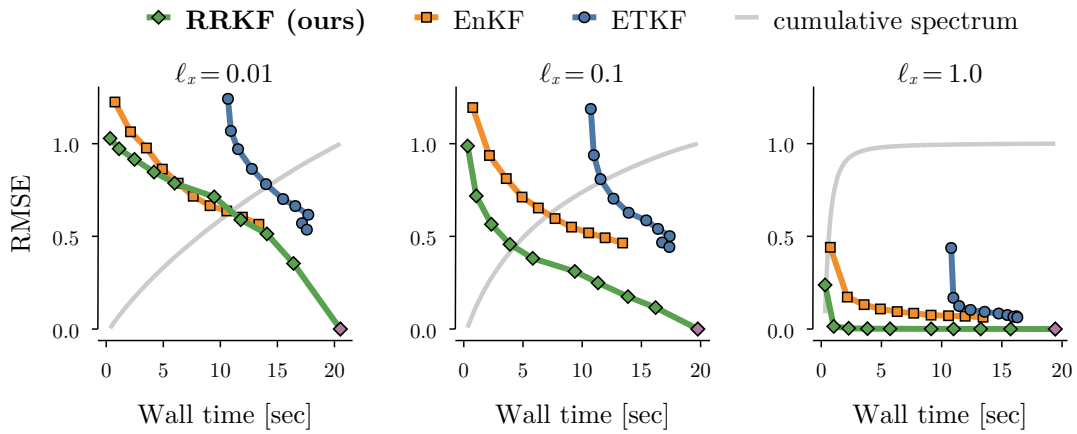 RRKF (ours) EnKF ETKF cumulative spectrum
ℓₓ = 0.01 ℓₓ = 0.1 ℓₓ = 1.0
RMSE
1.0 1.0 1.0
0.5 0.5 0.5
0.0 0.0 0.0
0 5 10 15 20 0 5 10 15 20 0 5 10 15 20
Wall time [sec] Wall time [sec] Wall time [sec]